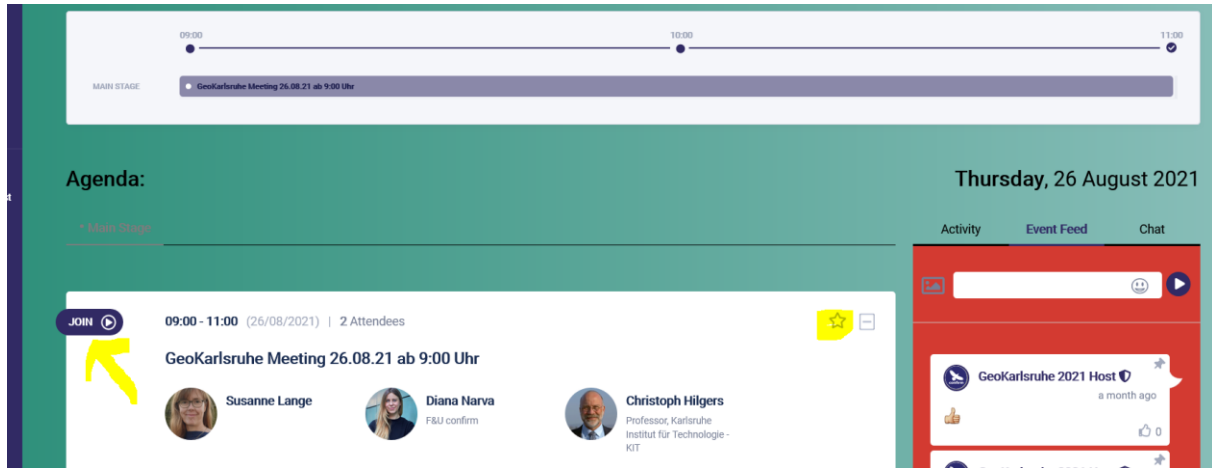 09:00 10:00 11:00
MAIN STAGE
GeoKarlsruhe Meeting 26.08.21 ab 9:00 Uhr
Agenda:
Thursday, 26 August 2021
st
* Main Stage
Activity Event Feed Chat
JOIN
09:00 - 11:00 (26/08/2021) | 2 Attendees
GeoKarlsruhe Meeting 26.08.21 ab 9:00 Uhr
Susanne Lange
Diana Narva
F&U confirm
Christoph Hilgers
Professor, Karlsruhe
Institut für Technologie -
KIT
GeoKarlsruhe 2021 Host
a month ago
0